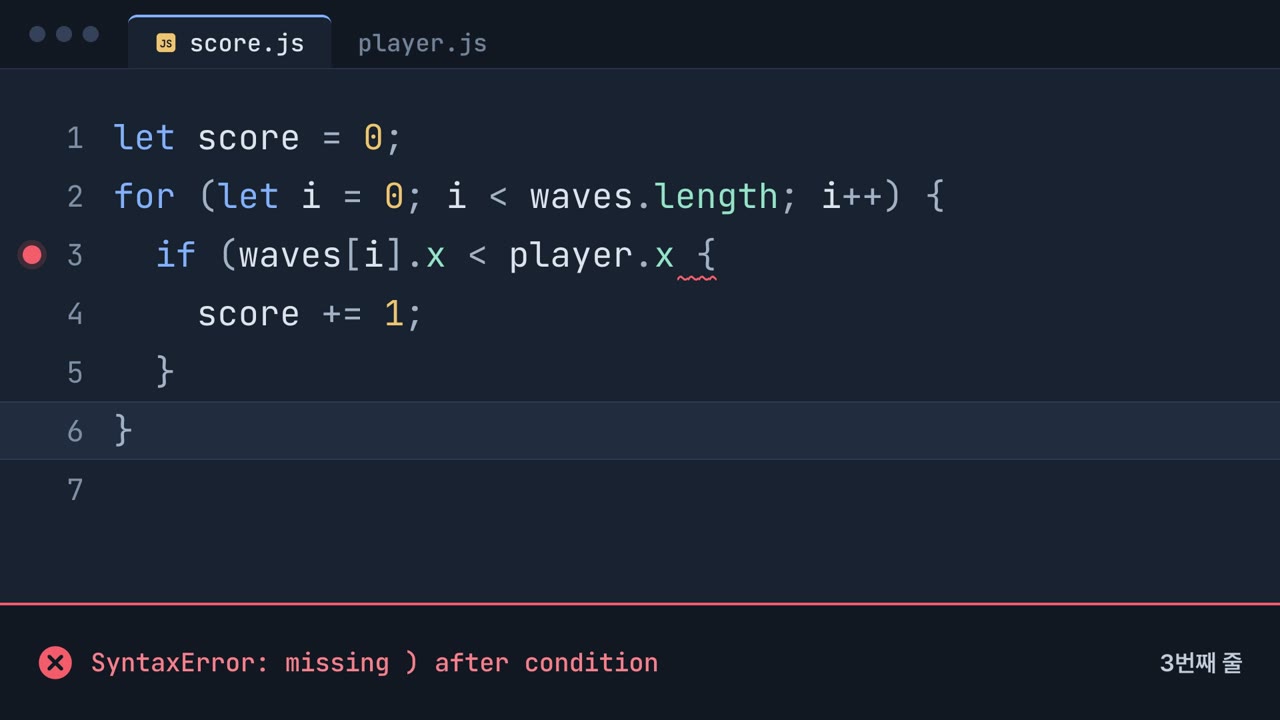 JS score.js player.js
1 let score = 0;
2 for (let i = 0; i < waves.length; i++) {
3   if (waves[i].x < player.x {
4     score += 1;
5   }
6 }
7
SyntaxError: missing ) after condition 3번째 줄